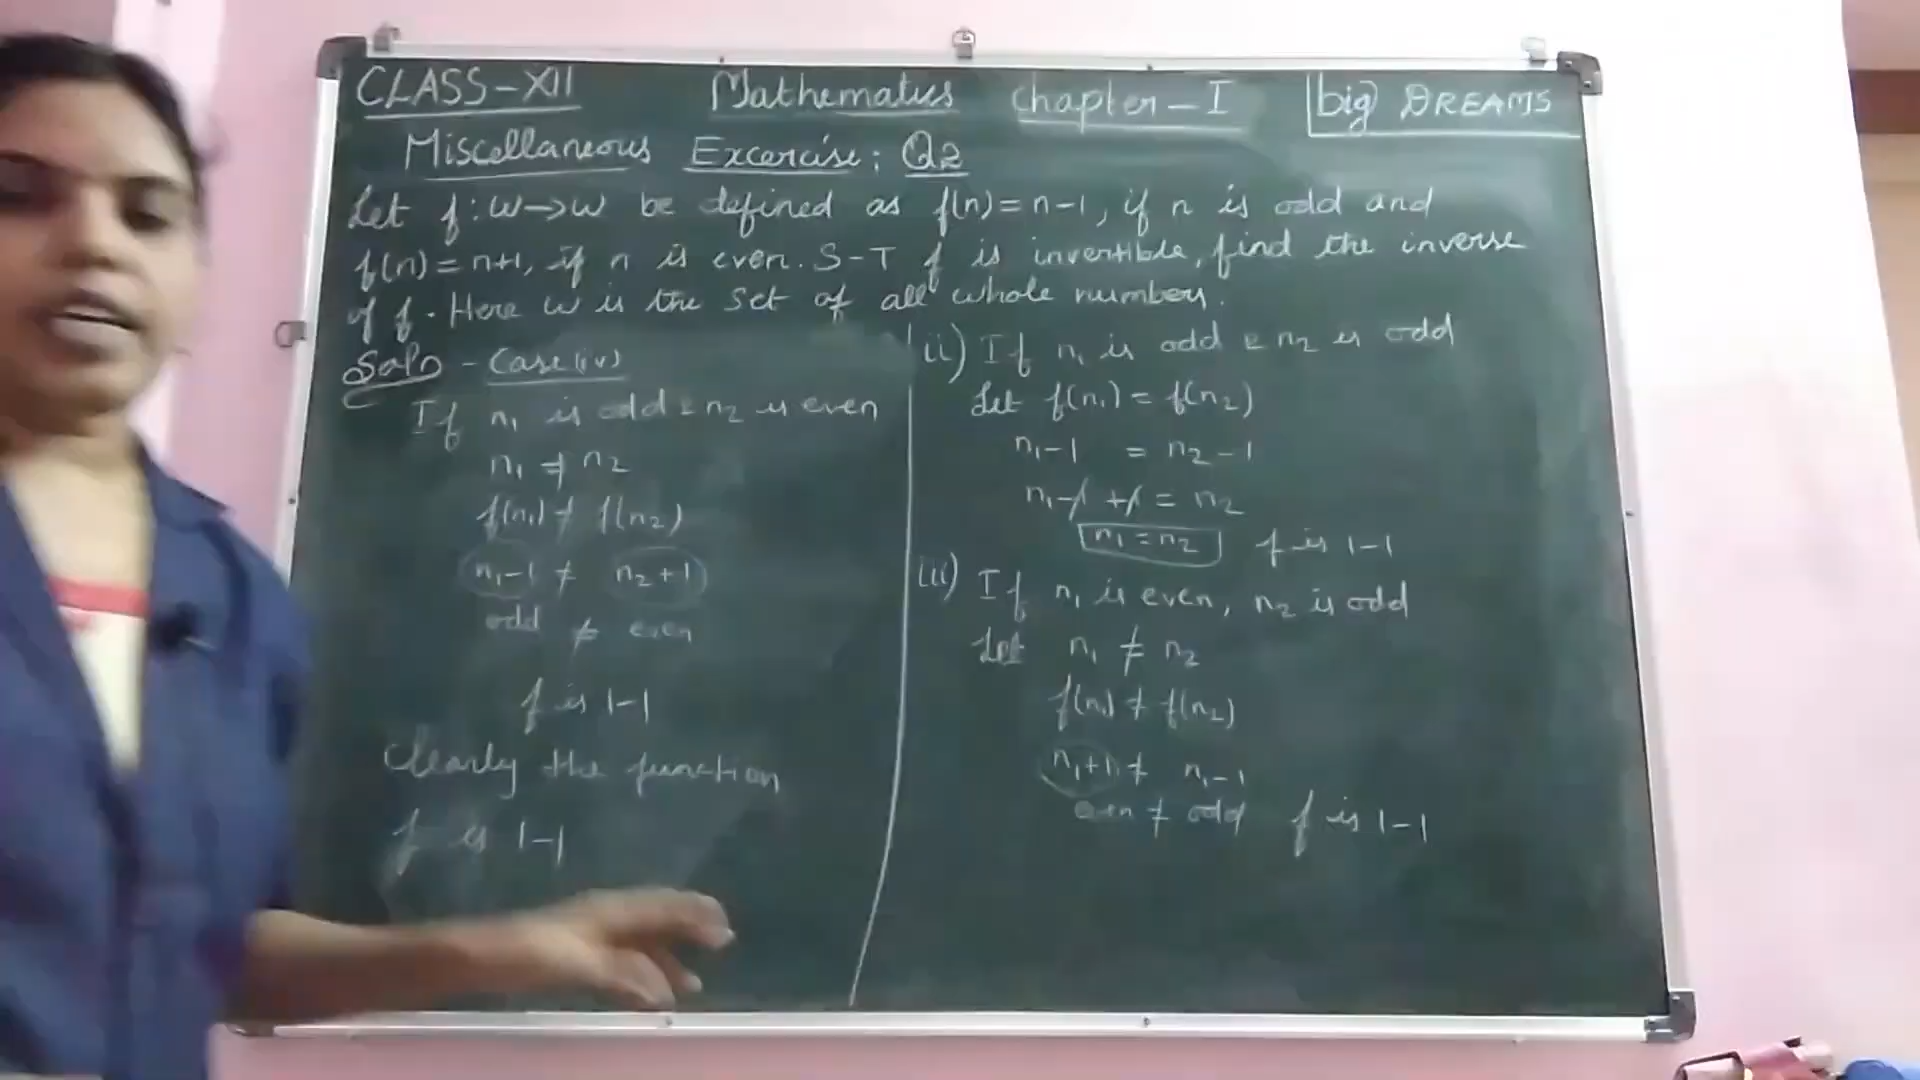 CLASS-XII Mathematics Chapter-I big DREAMS
Miscellaneous Excercise: Q2
Let f:W→W be defined as f(n)=n-1, if n is odd and
f(n)=n+1, if n is even. S-T f is invertible, find the inverse
of f. Here W is the set of all whole numbers.
Soln - Case(iv)
If n₁ is odd & n₂ is even
n₁ ≠ n₂
f(n₁) ≠ f(n₂)
n₁-1 ≠ n₂+1
odd ≠ even
f is 1-1
Clearly the function
f is 1-1
ii) If n₁ is odd & n₂ is odd
Let f(n₁) = f(n₂)
n₁-1 = n₂-1
n₁-1+1 = n₂
n₁=n₂ f is 1-1
iii) If n₁ is even, n₂ is odd
Let n₁ ≠ n₂
f(n₁) ≠ f(n₂)
n₁+1 ≠ n₁-1
even ≠ odd f is 1-1